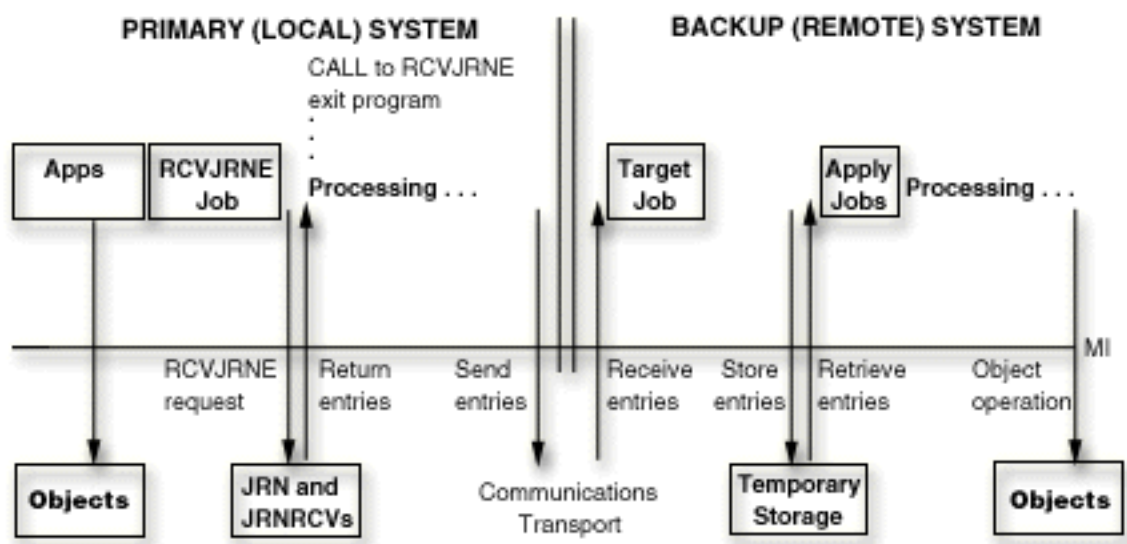 PRIMARY (LOCAL) SYSTEM
BACKUP (REMOTE) SYSTEM
CALL to RCVJRNE
exit program
.
.
.
Apps
RCVJRNE
Job
Processing . . .
Target
Job
Apply
Jobs
Processing . . .
MI
RCVJRNE
request
Return
entries
Send
entries
Receive
entries
Store
entries
Retrieve
entries
Object
operation
Objects
JRN and
JRNRCVs
Communications
Transport
Temporary
Storage
Objects